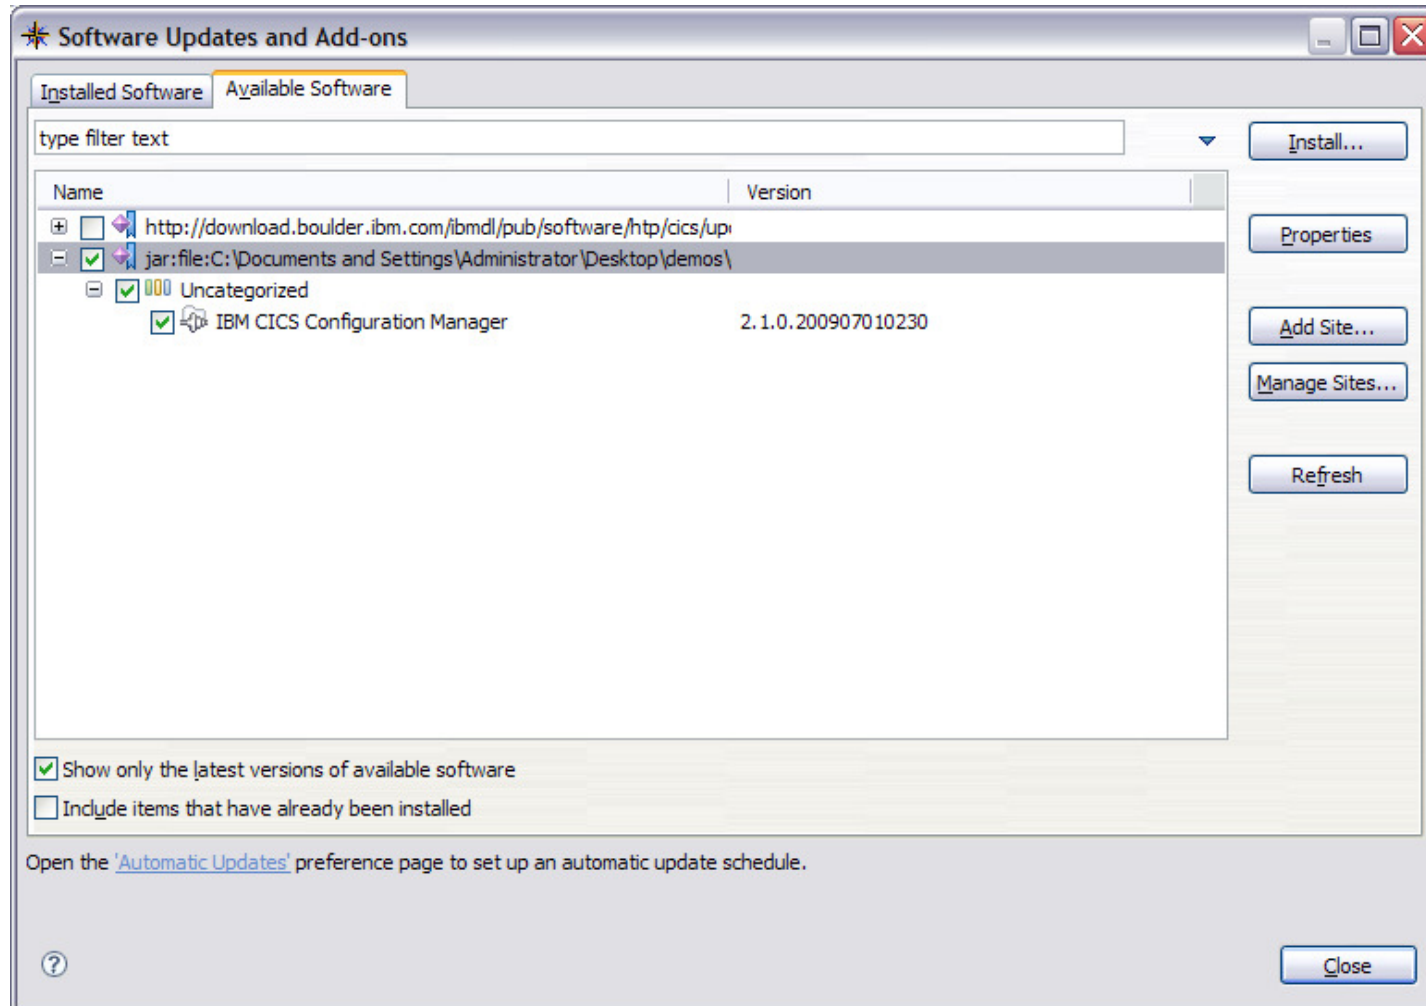 Software Updates and Add-ons
Installed Software
Available Software
type filter text
Install...
Name
Version
http://download.boulder.ibm.com/ibmdl/pub/software/htp/cics/up
Properties
jar:file:C:\Documents and Settings\Administrator\Desktop\demos\
Uncategorized
IBM CICS Configuration Manager
2.1.0.200907010230
Add Site...
Manage Sites...
Refresh
Show only the latest versions of available software
Include items that have already been installed
Open the 'Automatic Updates' preference page to set up an automatic update schedule.
?
Close